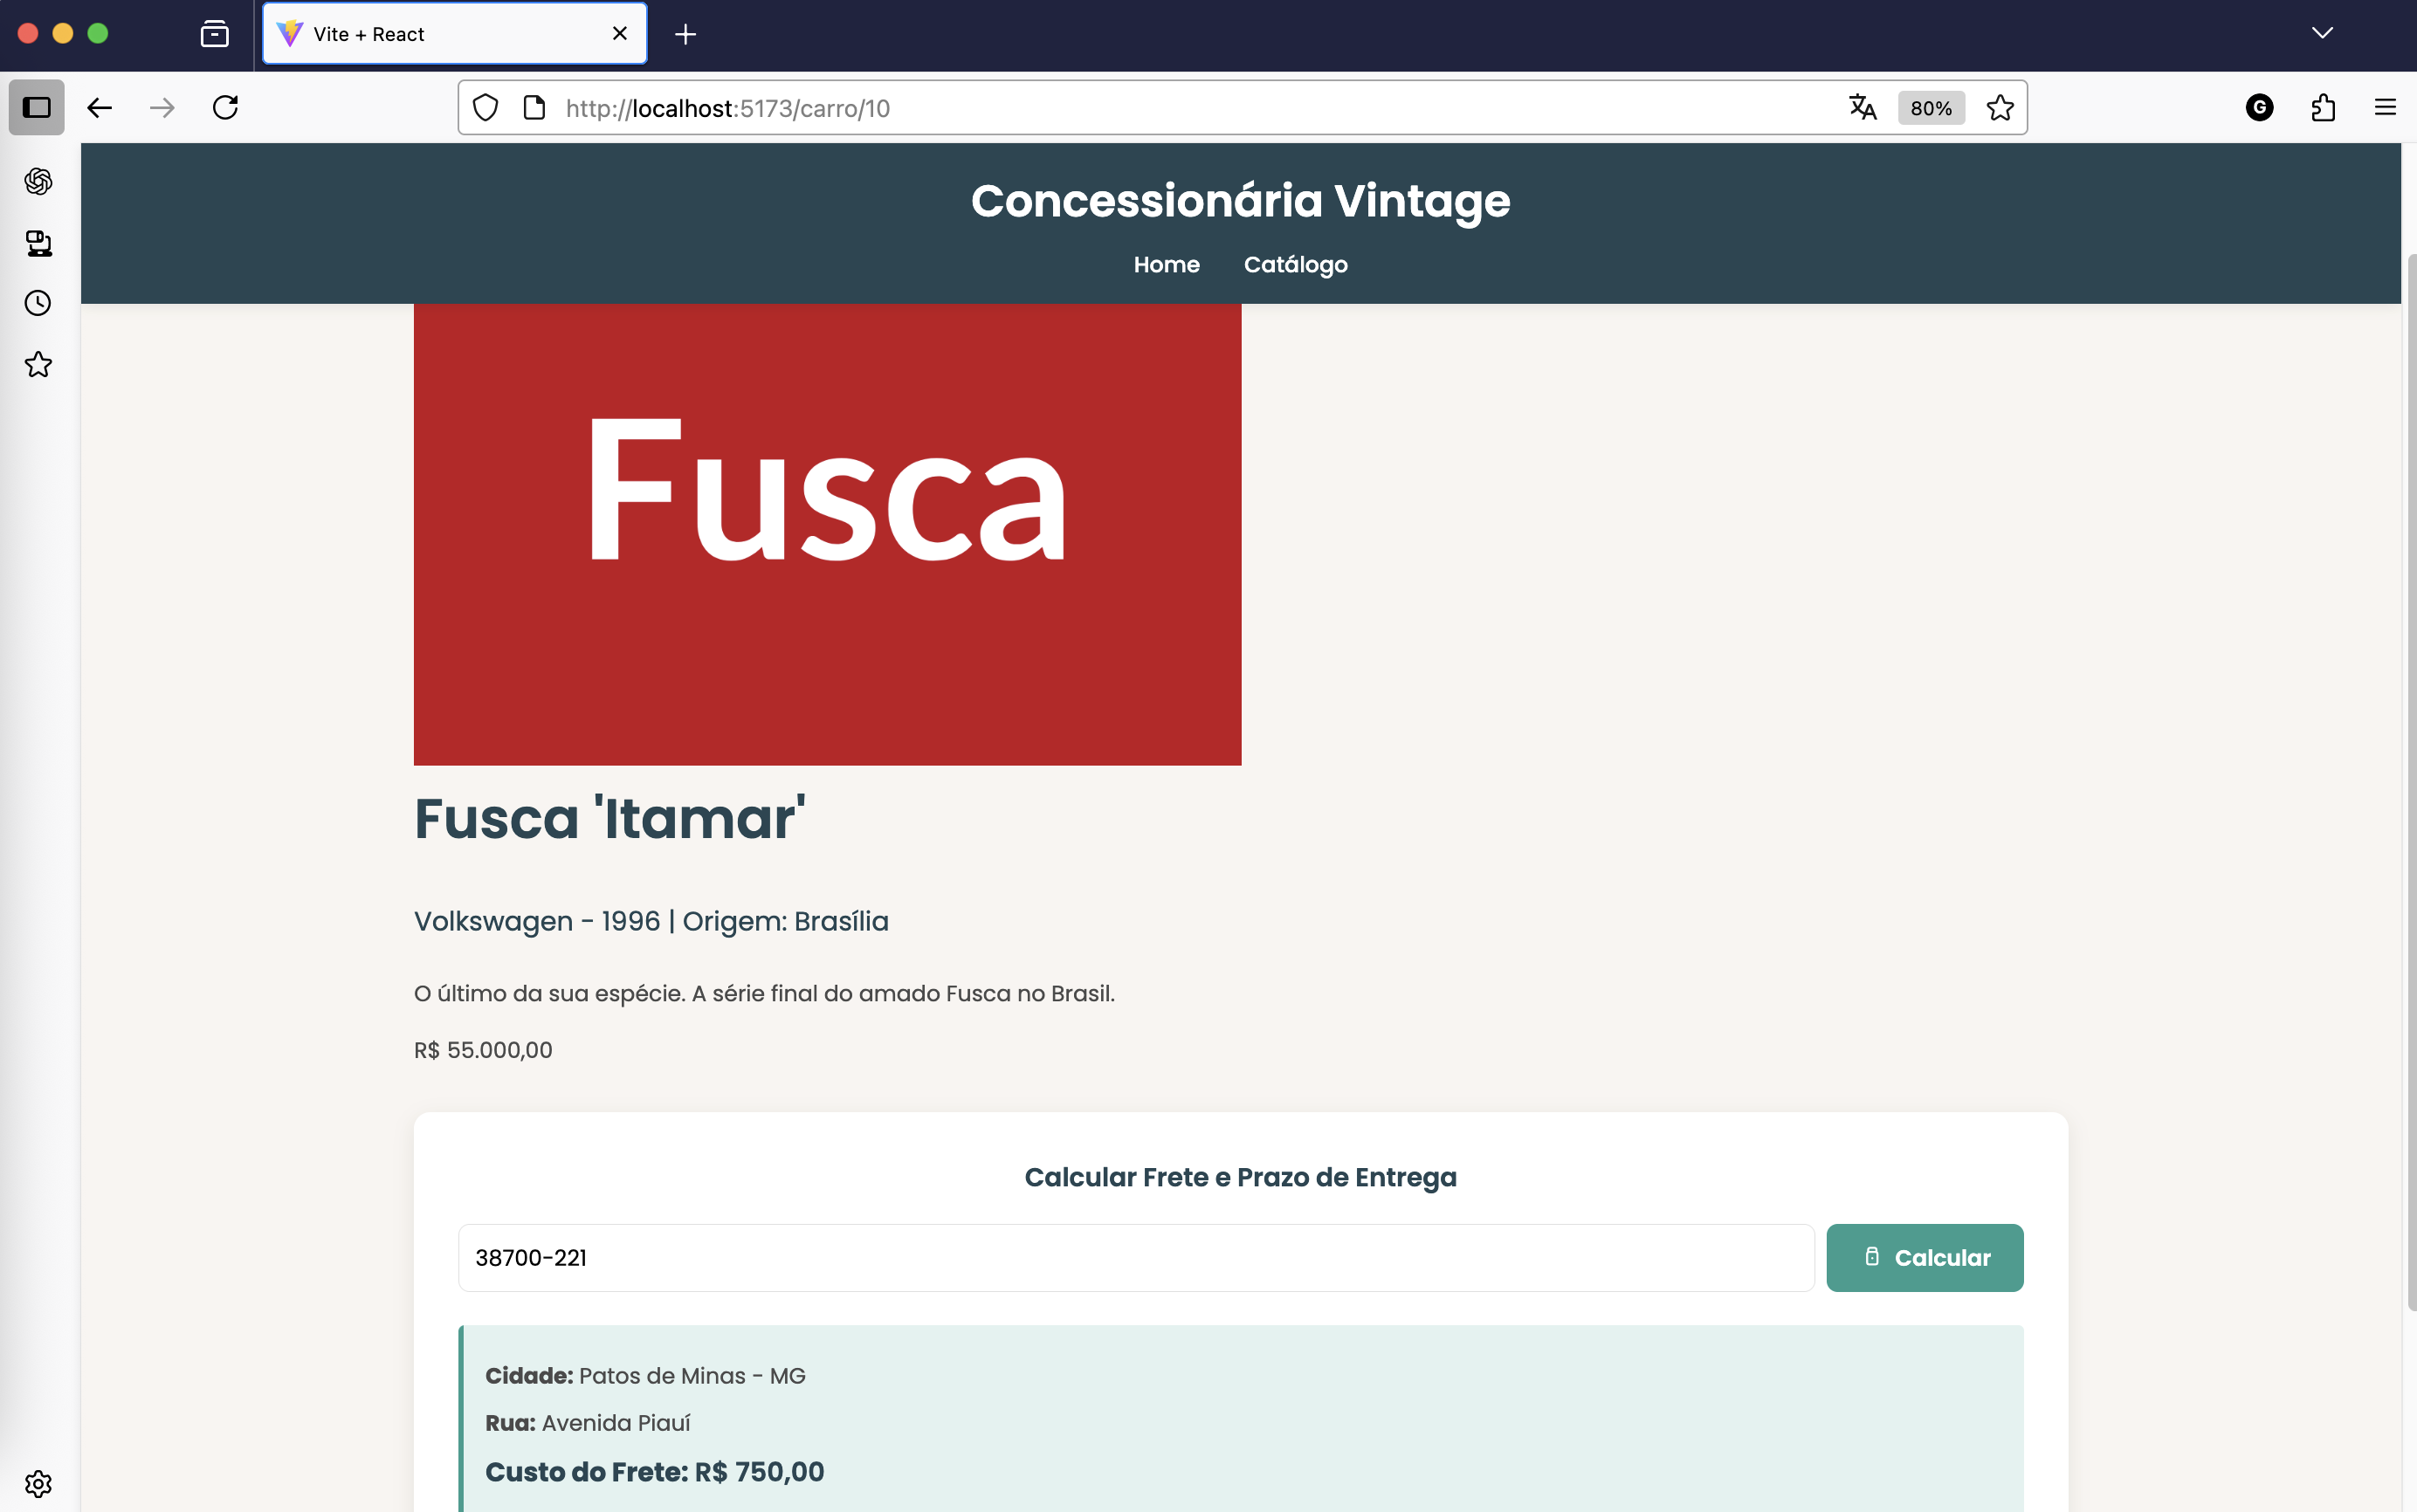 Vite + React
http://localhost:5173/carro/10
80%
G
Concessionária Vintage
Home Catálogo
Fusca
Fusca 'Itamar'
Volkswagen - 1996 | Origem: Brasília
O último da sua espécie. A série final do amado Fusca no Brasil.
R$ 55.000,00
Calcular Frete e Prazo de Entrega
38700-221
Calcular
Cidade: Patos de Minas - MG
Rua: Avenida Piauí
Custo do Frete: R$ 750,00